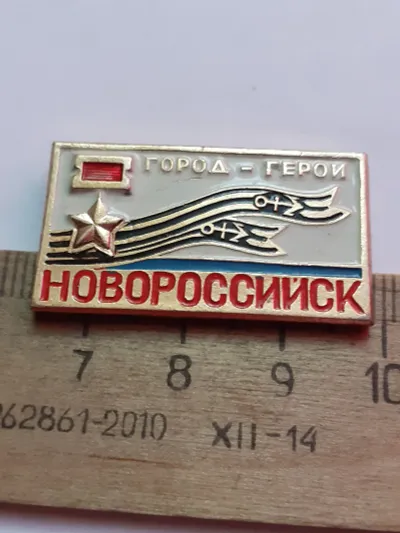 ГОРОД - ГЕРОЙ
НОВОРОССИЙСК
7 8 9 10
62861-2010 XII-14